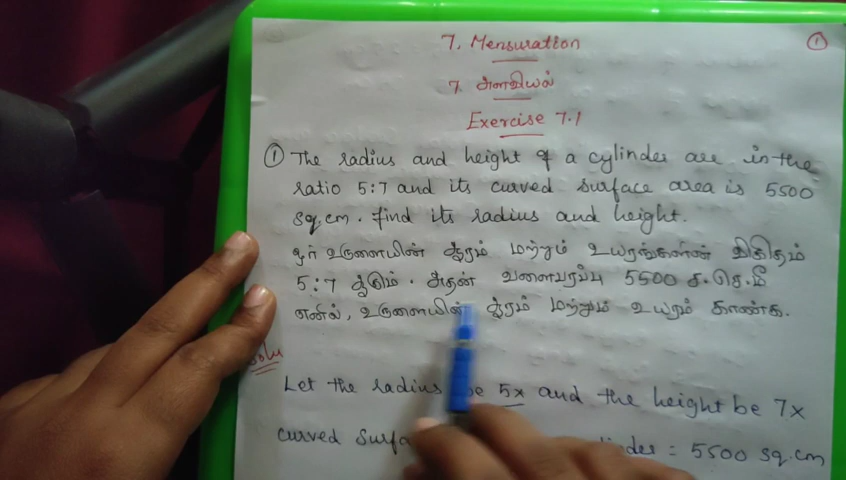 7. Mensuration
①
7. அளவியல்
Exercise 7.1
① The radius and height of a cylinder are in the
ratio 5:7 and its curved surface area is 5500
sq.cm. find its radius and height.
ஓர் உருளையின் ஆரம் மற்றும் உயரங்களின் விகிதம்
5:7 ஆகும். அதன் வளைபரப்பு 5500 ச.செ.மீ
எனில், உருளையின் ஆரம் மற்றும் உயரம் காண்க.
Solu
Let the radius be 5x and the height be 7x
curved = 5500 sq.cm